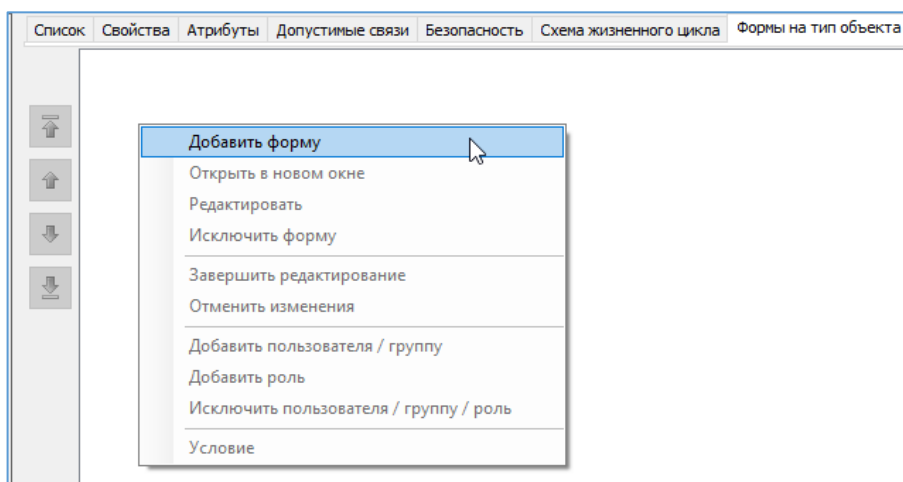 Список Свойства Атрибуты Допустимые связи Безопасность Схема жизненного цикла Формы на тип объекта
Добавить форму
Открыть в новом окне
Редактировать
Исключить форму
Завершить редактирование
Отменить изменения
Добавить пользователя / группу
Добавить роль
Исключить пользователя / группу / роль
Условие